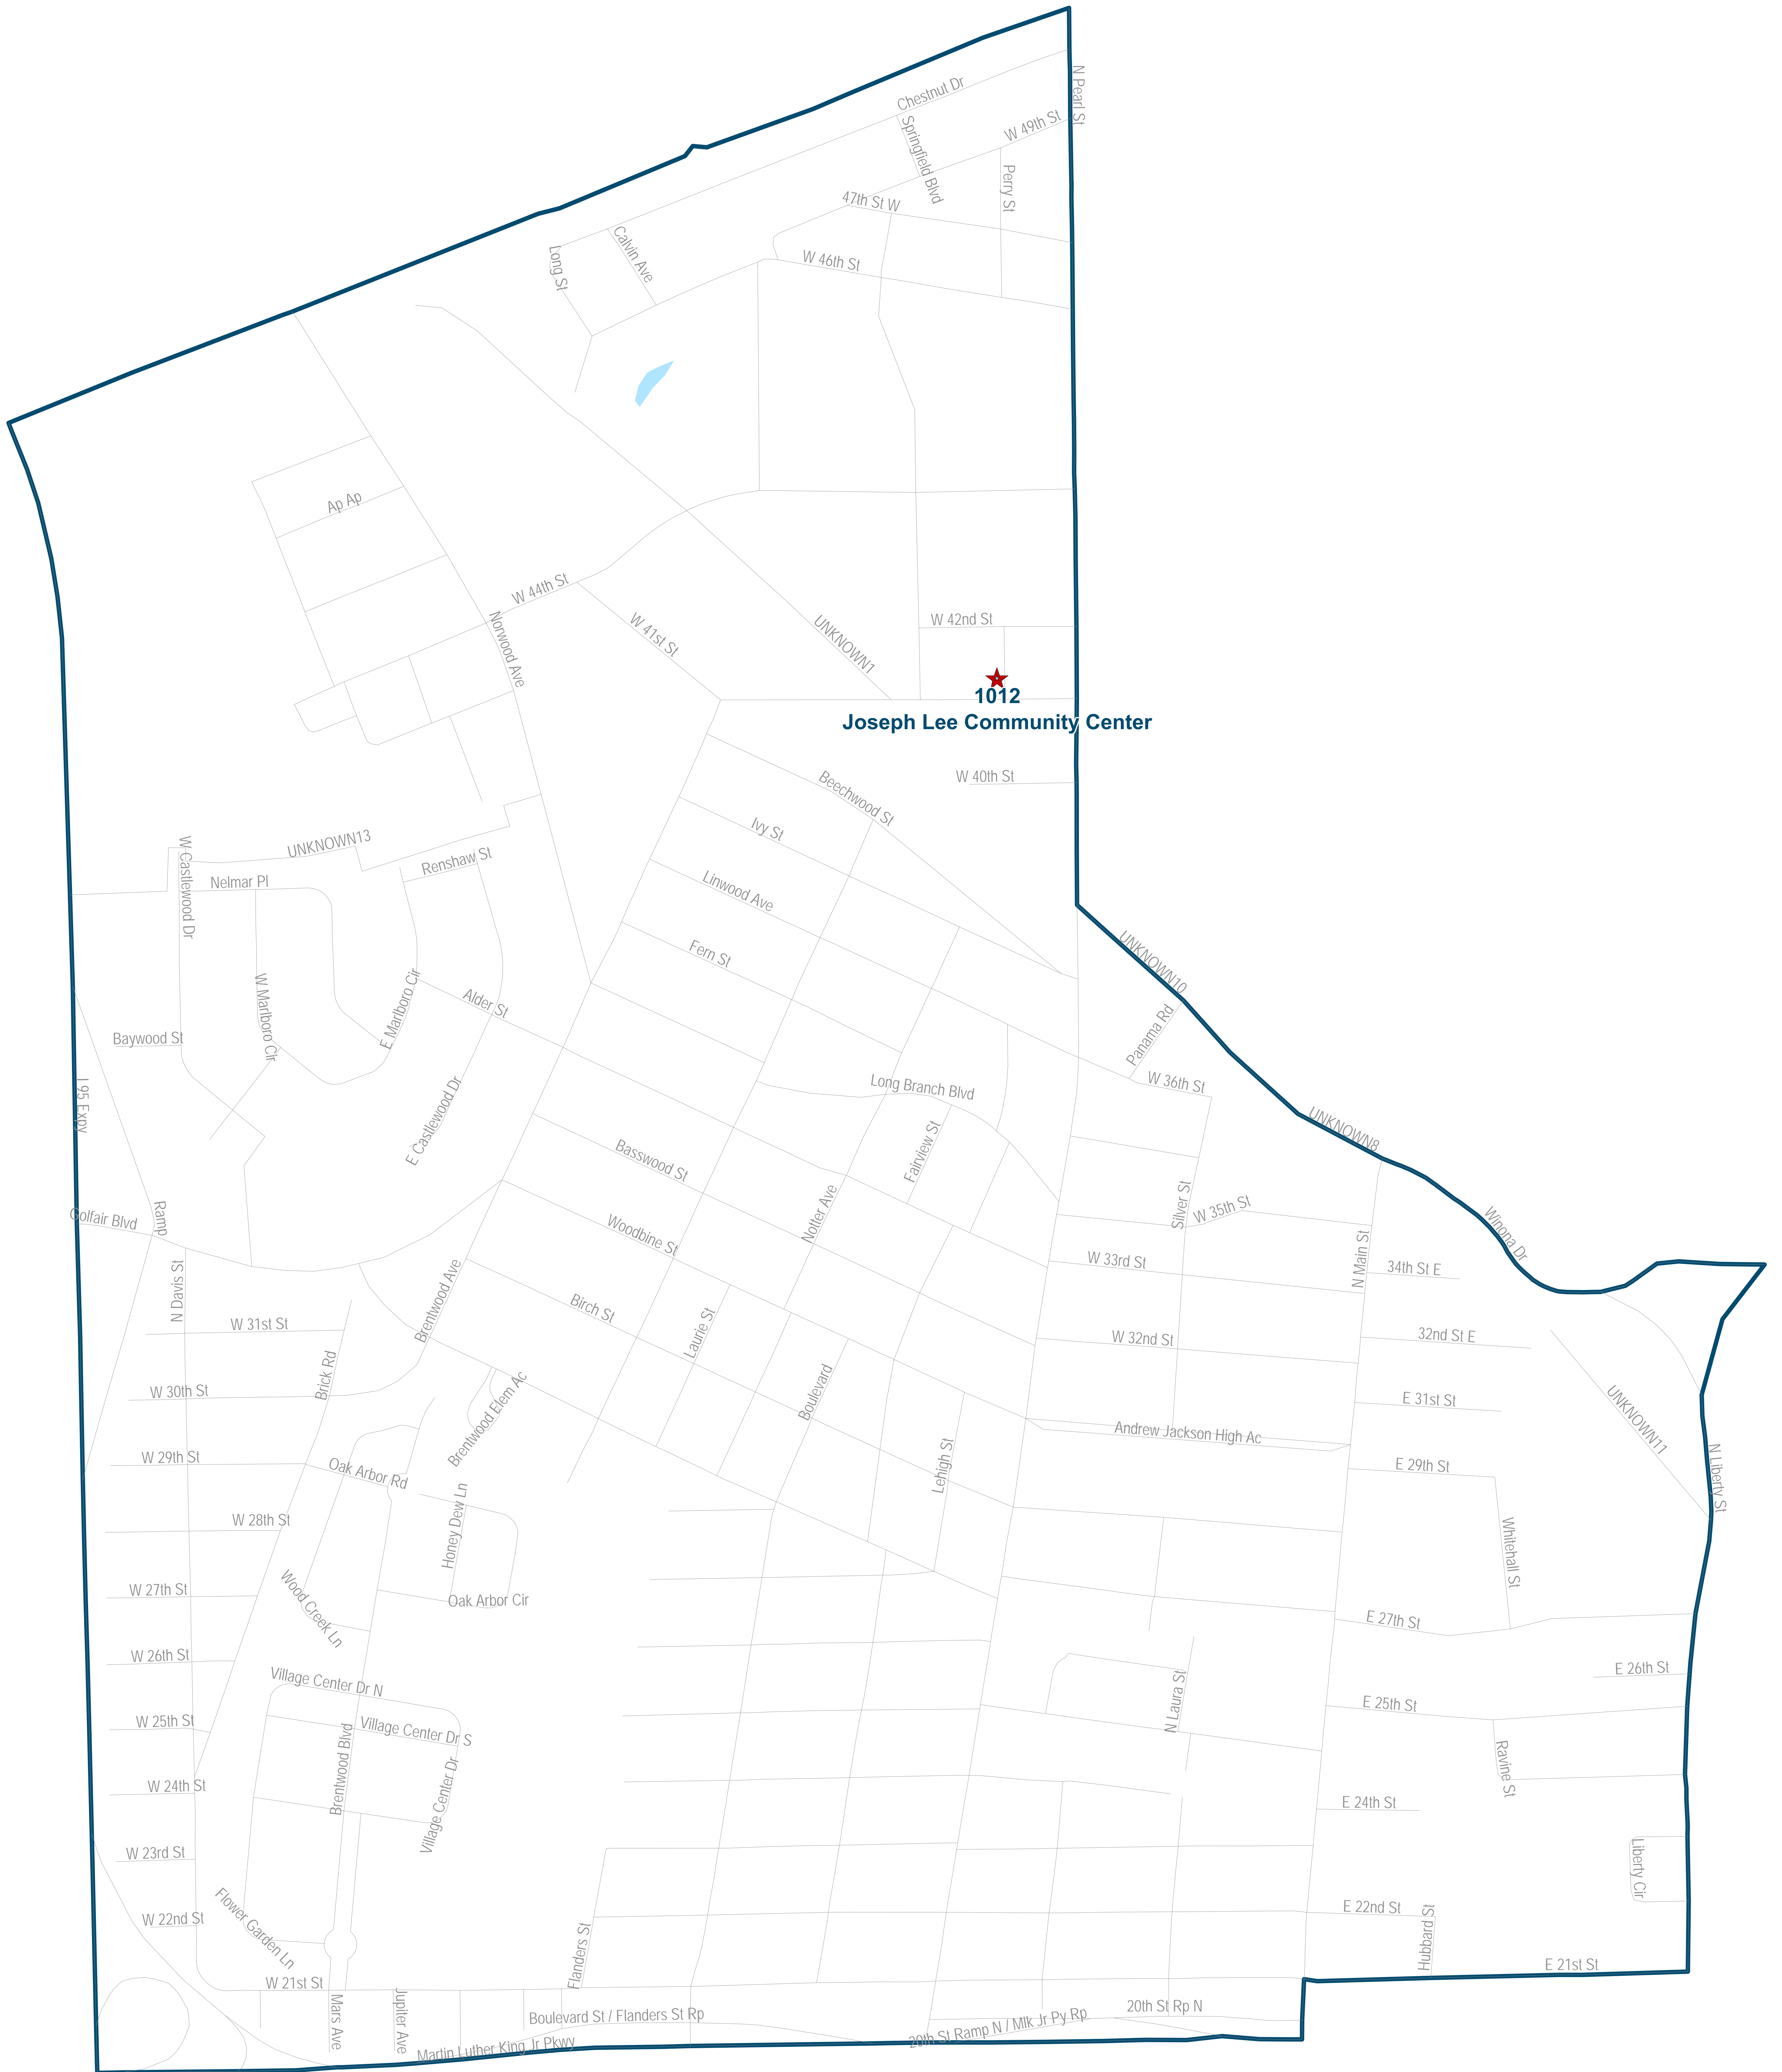 N Pearl St
Chestnut Dr
Springfield Blvd
W 49th St
Perry St
47th St W
Calvin Ave
Long St
W 46th St
Ap Ap
W 44th St
Norwood Ave
W 41st St
UNKNOWN1
W 42nd St
1012
Joseph Lee Community Center
W 40th St
Beechwood St
Ivy St
UNKNOWN13
W Castlewood Dr
Renshaw St
Nelmar Pl
Linwood Ave
Fern St
UNKNOWN10
W Marlboro Cir
E Marlboro Cir
Alder St
Baywood St
Panama Rd
Long Branch Blvd
W 36th St
I 95 Expy
E Castlewood Dr
Fairview St
UNKNOWN8
Basswood St
Ramp
Golfair Blvd
Notter Ave
Silver St
W 35th St
Winona Dr
Woodbine St
N Davis St
Brentwood Ave
W 33rd St
N Main St
34th St E
Birch St
Laurie St
W 31st St
W 32nd St
32nd St E
Brick Rd
W 30th St
Boulevard
E 31st St
UNKNOWN11
Brentwood Elem Ac
Andrew Jackson High Ac
W 29th St
Oak Arbor Rd
Lehigh St
E 29th St
N Liberty St
W 28th St
Honey Dew Ln
Whitehall St
W 27th St
Wood Creek Ln
Oak Arbor Cir
E 27th St
W 26th St
E 26th St
Village Center Dr N
N Laura St
E 25th St
W 25th St
Village Center Dr S
Brentwood Blvd
Ravine St
W 24th St
Village Center Dr
E 24th St
W 23rd St
Liberty Cir
Flower Garden Ln
W 22nd St
E 22nd St
Hubbard St
Flanders St
E 21st St
W 21st St
Mars Ave
Jupiter Ave
Boulevard St / Flanders St Rp
20th St Rp N
20th St Ramp N / Mlk Jr Py Rp
Martin Luther King Jr Pkwy